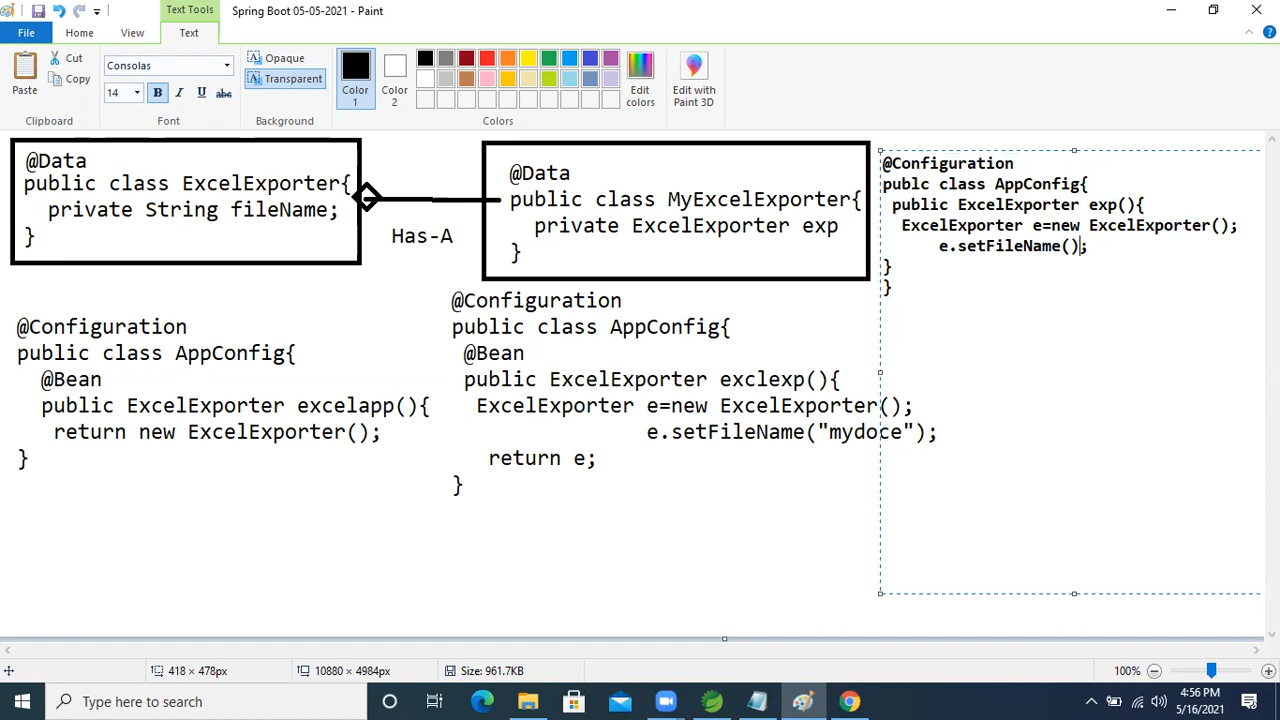 Text Tools
Spring Boot 05-05-2021 - Paint
File
Home
View
Text
Paste
Cut
Copy
Clipboard
Consolas
14
B
I
U
abc
Font
Opaque
Transparent
Background
Color 1
Color 2
Edit colors
Edit with Paint 3D
Colors
@Data
public class ExcelExporter{
private String fileName;
}
Has-A
@Data
public class MyExcelExporter{
private ExcelExporter exp
}
@Configuration
publc class AppConfig{
public ExcelExporter exp(){
ExcelExporter e=new ExcelExporter();
e.setFileName();
}
}
@Configuration
public class AppConfig{
@Bean
public ExcelExporter excelapp(){
return new ExcelExporter();
}
@Configuration
public class AppConfig{
@Bean
public ExcelExporter exclexp(){
ExcelExporter e=new ExcelExporter();
e.setFileName("mydoce");
return e;
}
418 × 478px
10880 × 4984px
Size: 961.7KB
100%
Type here to search
4:56 PM
5/16/2021